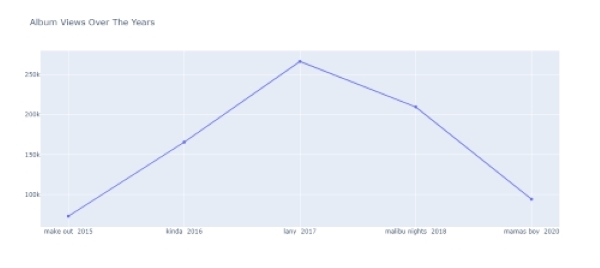 Album Views Over The Years
250k
200k
150k
100k
make out 2015
kinda 2016
lany 2017
malibu nights 2018
mamas boy 2020